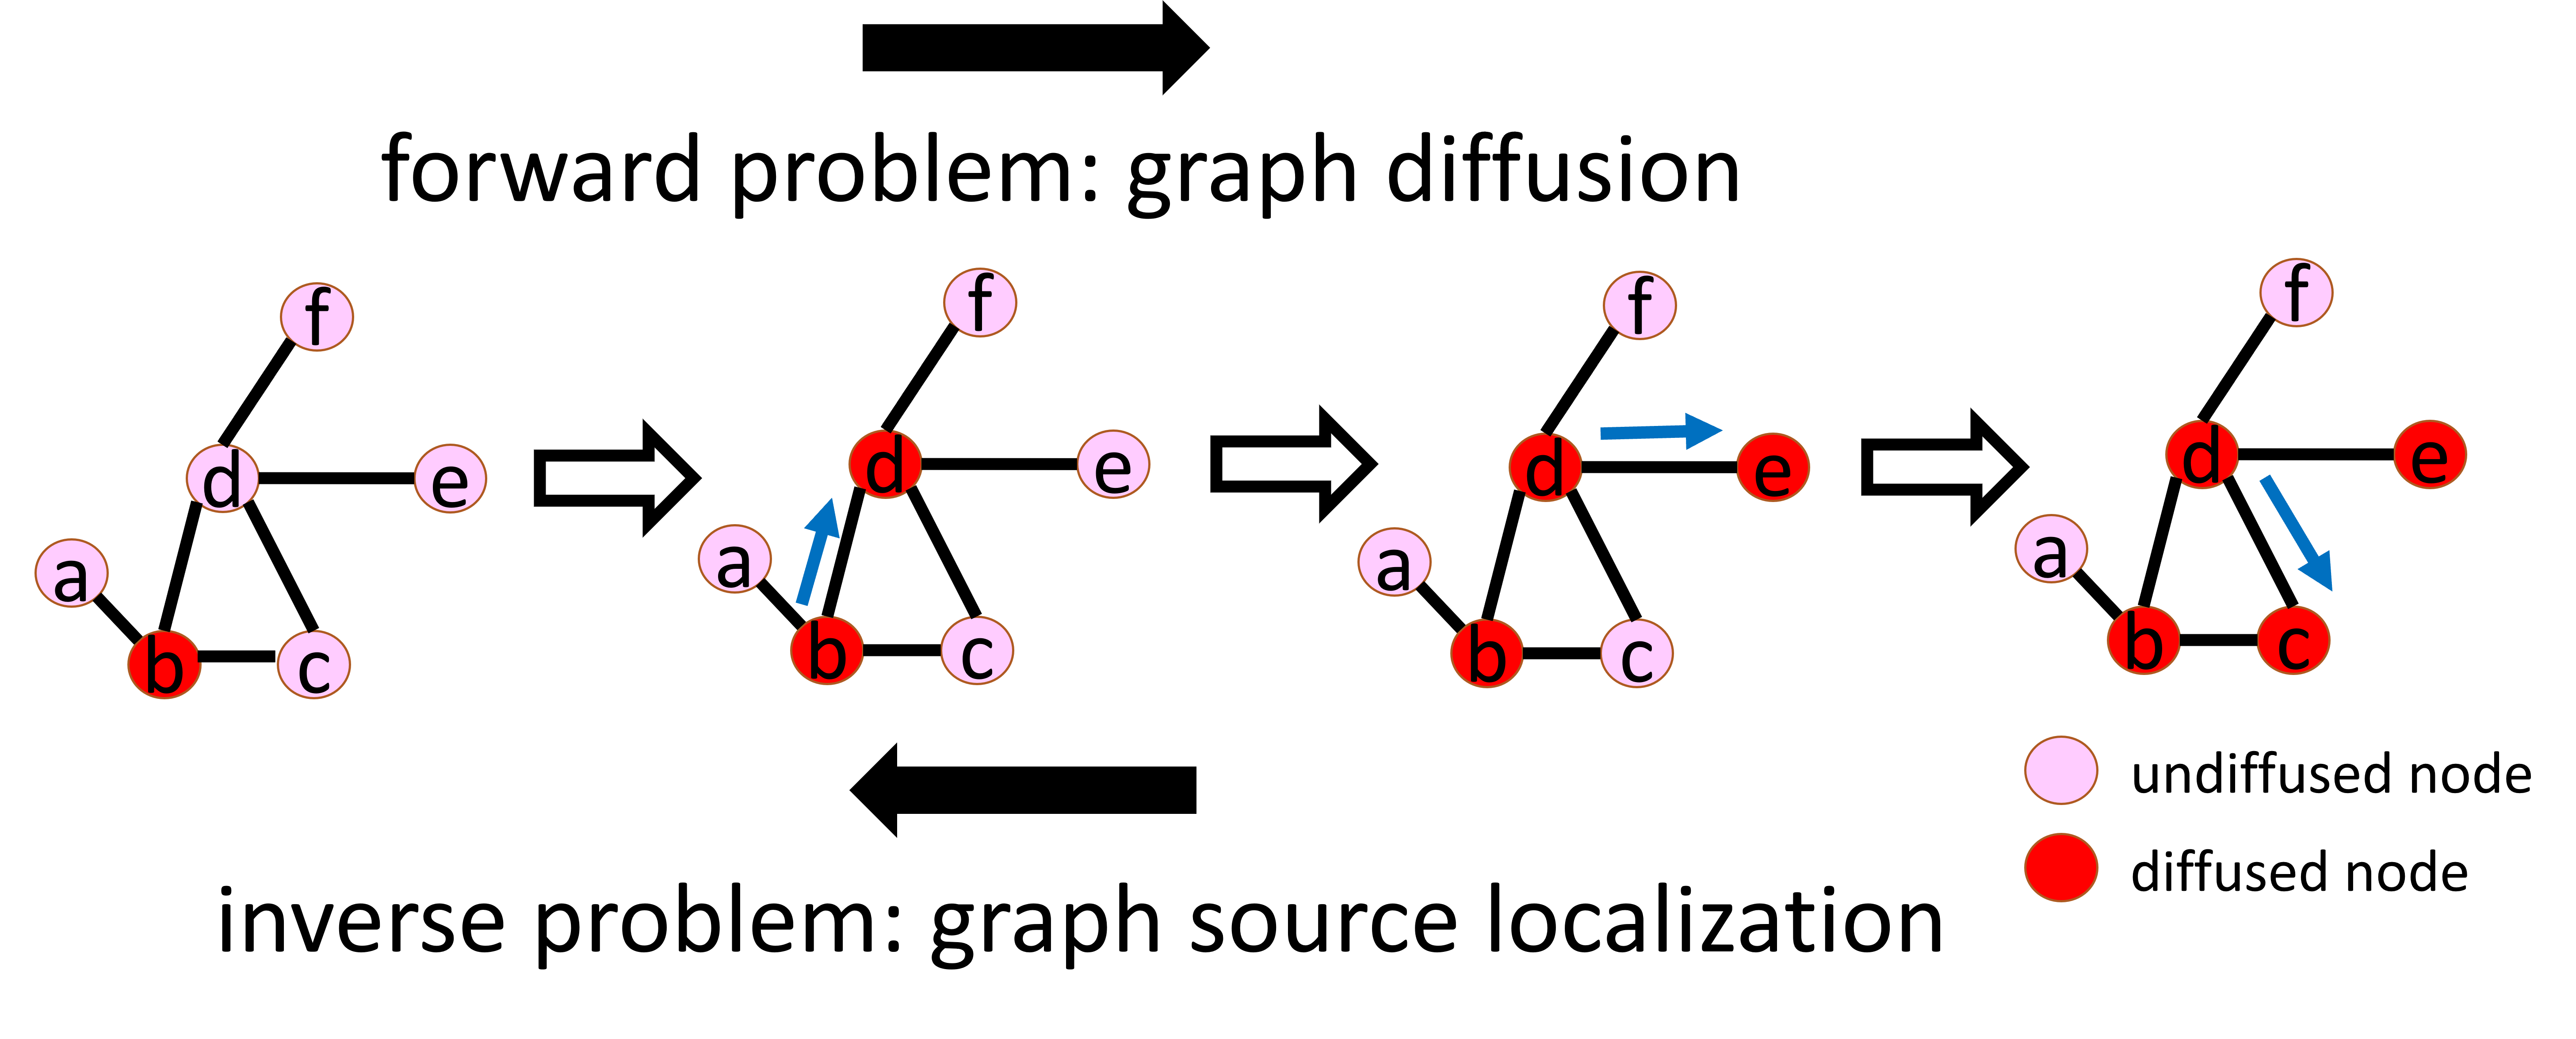 forward problem: graph diffusion
f
d
e
a
b
c
f
d
e
a
b
c
f
d
e
a
b
c
f
d
e
a
b
c
undiffused node
diffused node
inverse problem: graph source localization